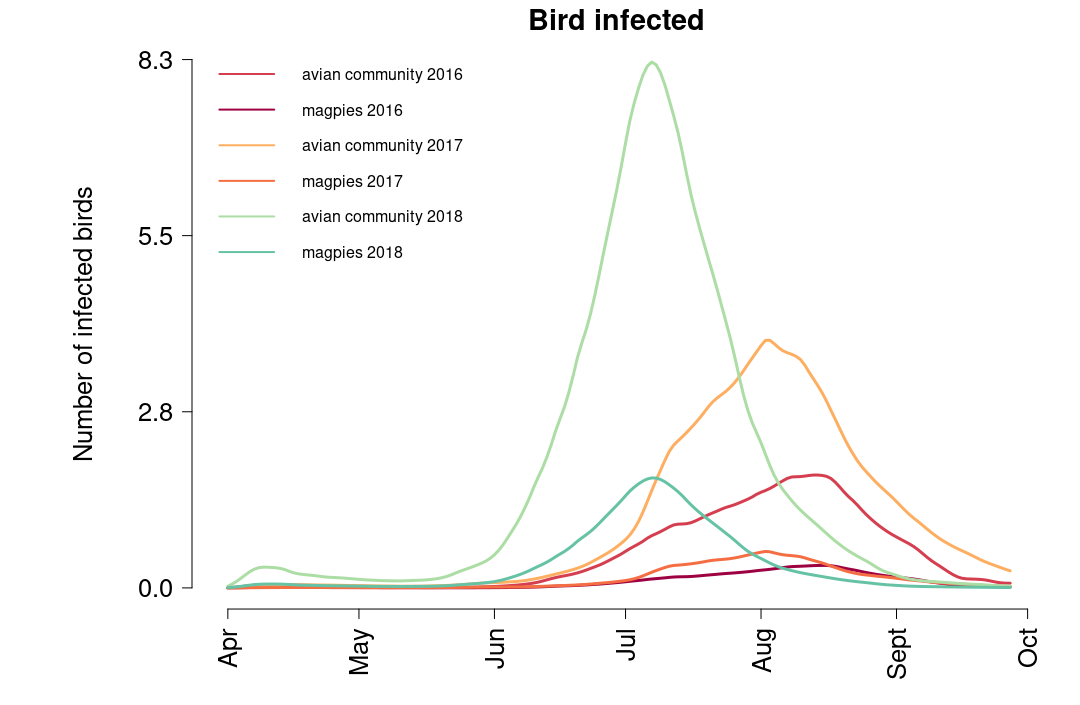 Bird infected
8.3
5.5
2.8
0.0
Number of infected birds
avian community 2016
magpies 2016
avian community 2017
magpies 2017
avian community 2018
magpies 2018
Apr
May
Jun
Jul
Aug
Sept
Oct